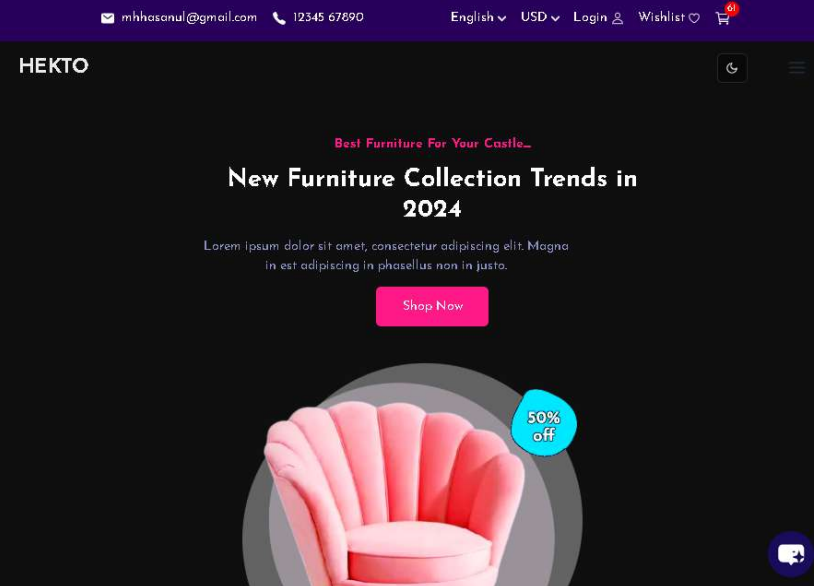 mhhasanul@gmail.com 12345 67890 English USD Login Wishlist 61
HEKTO
Best Furniture For Your Castle...
New Furniture Collection Trends in
2024
Lorem ipsum dolor sit amet, consectetur adipiscing elit. Magna
in est adipiscing in phasellus non in justo.
Shop Now
50%
off